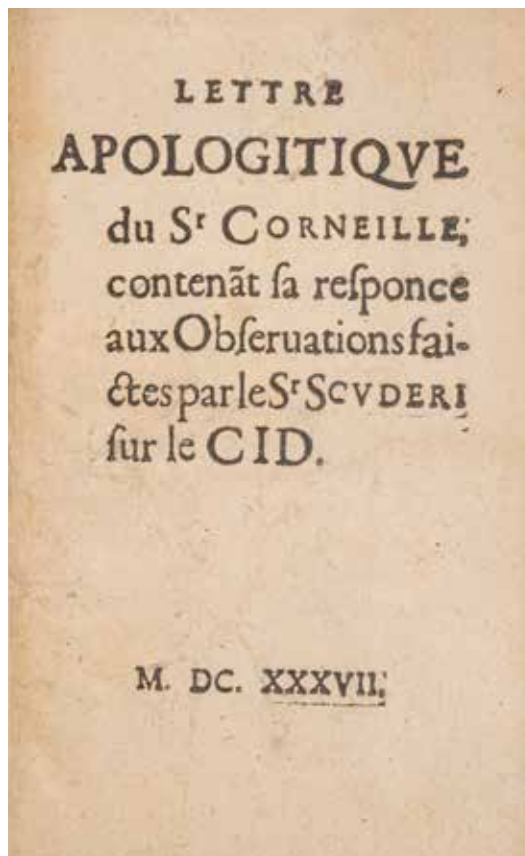 LETTRE
APOLOGITIQVE
du Sʳ CORNEILLE,
contenãt ſa reſponce
aux Obſeruations fai-
ctes par le Sʳ SCVDERI
ſur le CID.
M. DC. XXXVII.